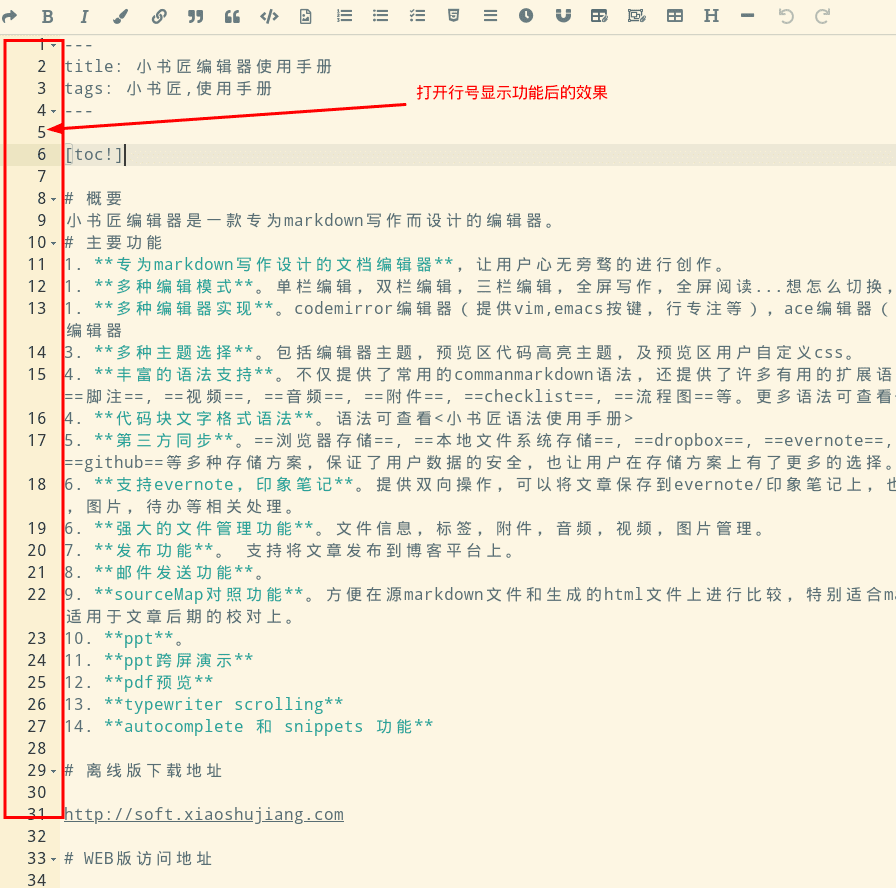 B I H
1 ---
2 title: 小书匠编辑器使用手册
3 tags: 小书匠,使用手册
打开行号显示功能后的效果
4 ---
5
6 [toc!]
7
8 # 概要
9 小书匠编辑器是一款专为markdown写作而设计的编辑器。
10 # 主要功能
11 1. **专为markdown写作设计的文档编辑器**，让用户心无旁骛的进行创作。
12 1. **多种编辑模式**。单栏编辑，双栏编辑，三栏编辑，全屏写作，全屏阅读...想怎么切换，
13 1. **多种编辑器实现**。codemirror编辑器（提供vim,emacs按键，行专注等），ace编辑器（
编辑器
14 3. **多种主题选择**。包括编辑器主题，预览区代码高亮主题，及预览区用户自定义css。
15 4. **丰富的语法支持**。不仅提供了常用的commanmarkdown语法，还提供了许多有用的扩展语
==脚注==, ==视频==, ==音频==, ==附件==, ==checklist==, ==流程图==等。更多语法可查看
16 4. **代码块文字格式语法**。语法可查看<小书匠语法使用手册>
17 5. **第三方同步**。==浏览器存储==, ==本地文件系统存储==, ==dropbox==, ==evernote==,
==github==等多种存储方案，保证了用户数据的安全，也让用户在存储方案上有了更多的选择。
18 6. **支持evernote，印象笔记**。提供双向操作，可以将文章保存到evernote/印象笔记上，也
，图片，待办等相关处理。
19 6. **强大的文件管理功能**。文件信息，标签，附件，音频，视频，图片管理。
20 7. **发布功能**。 支持将文章发布到博客平台上。
21 8. **邮件发送功能**。
22 9. **sourceMap对照功能**。方便在源markdown文件和生成的html文件上进行比较，特别适合ma
适用于文章后期的校对上。
23 10. **ppt**。
24 11. **ppt跨屏演示**
25 12. **pdf预览**
26 13. **typewriter scrolling**
27 14. **autocomplete 和 snippets 功能**
28
29 # 离线版下载地址
30
31 http://soft.xiaoshujiang.com
32
33 # WEB版访问地址
34